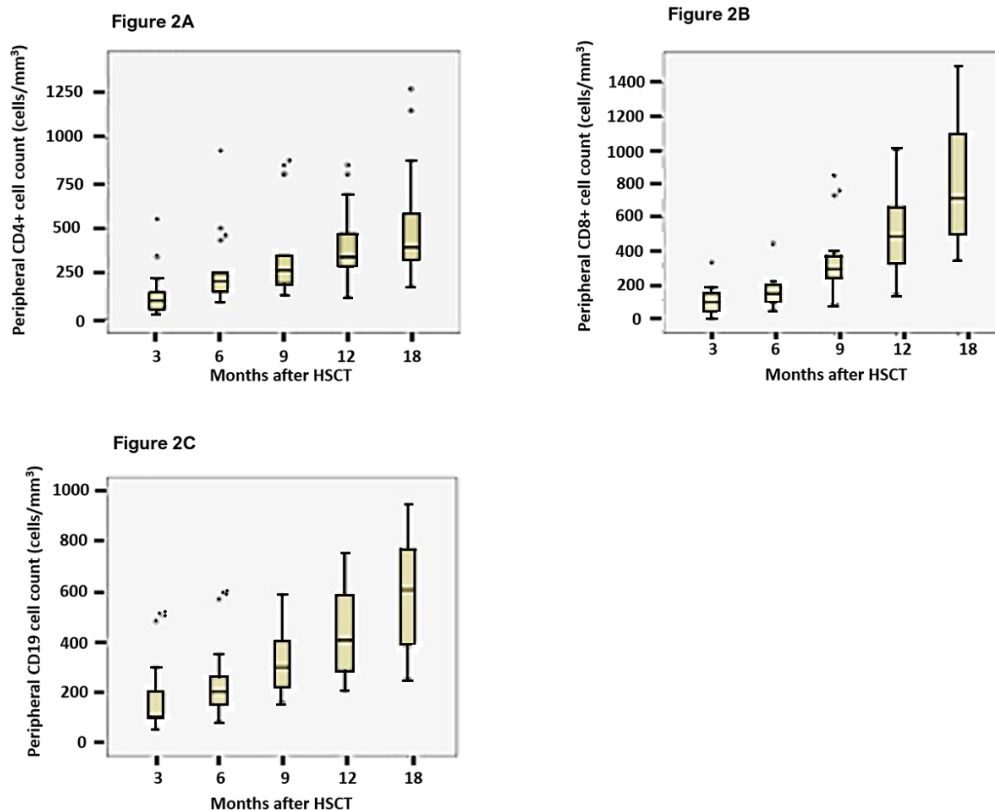 Figure 2A
Peripheral CD4+ cell count (cells/mm³)
1250
1000
750
500
250
0
3 6 9 12 18
Months after HSCT
Figure 2B
Peripheral CD8+ cell count (cells/mm³)
1400
1200
1000
800
600
400
200
0
3 6 9 12 18
Months after HSCT
Figure 2C
Peripheral CD19 cell count (cells/mm³)
1000
800
600
400
200
0
3 6 9 12 18
Months after HSCT